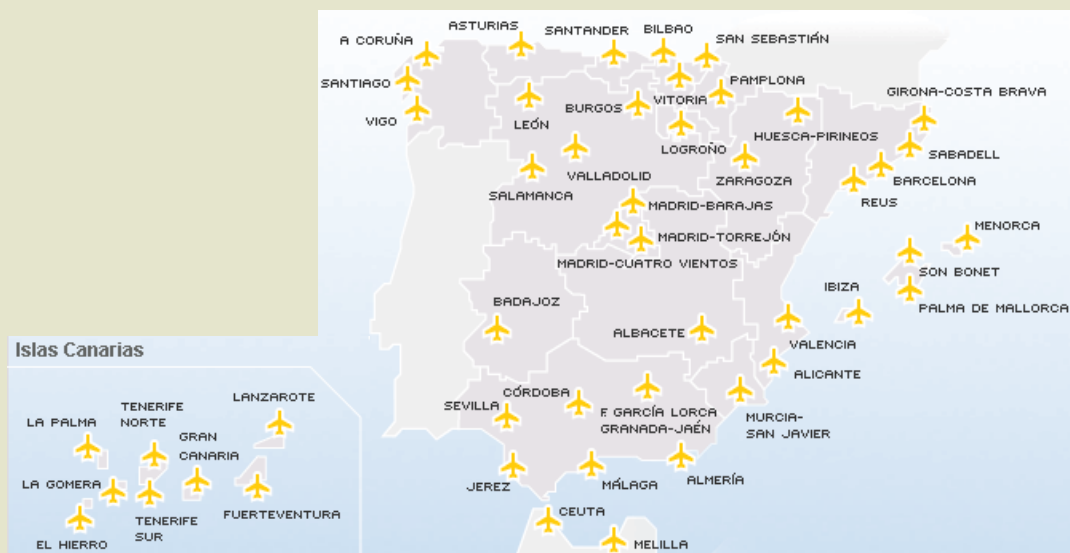 ASTURIAS
SANTANDER
BILBAO
A CORUÑA
SAN SEBASTIÁN
SANTIAGO
PAMPLONA
GIRONA-COSTA BRAVA
VIGO
LEÓN
BURGOS
VITORIA
HUESCA-PIRINEOS
LOGROÑO
SABADELL
VALLADOLID
ZARAGOZA
BARCELONA
SALAMANCA
REUS
MADRID-BARAJAS
MENORCA
MADRID-TORREJÓN
MADRID-CUATRO VIENTOS
SON BONET
IBIZA
BADAJOZ
PALMA DE MALLORCA
ALBACETE
VALENCIA
ALICANTE
CÓRDOBA
SEVILLA
F. GARCÍA LORCA
GRANADA-JAÉN
MURCIA-
SAN JAVIER
JEREZ
MÁLAGA
ALMERÍA
CEUTA
MELILLA
Islas Canarias
LANZAROTE
TENERIFE
NORTE
LA PALMA
GRAN
CANARIA
LA GOMERA
FUERTEVENTURA
TENERIFE
SUR
EL HIERRO